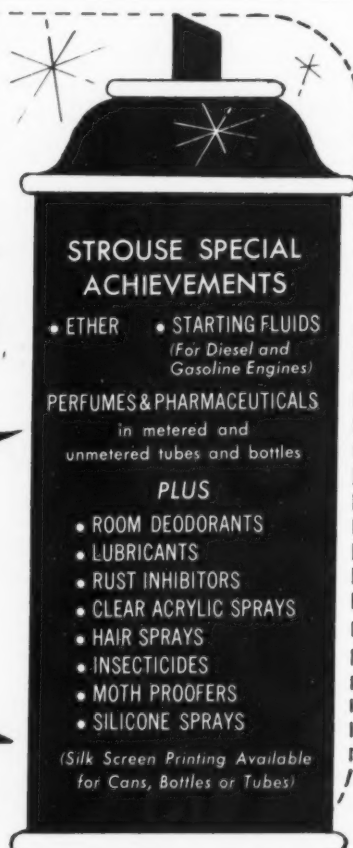 STROUSE SPECIAL
ACHIEVEMENTS
• ETHER • STARTING FLUIDS
(For Diesel and
Gasoline Engines)
PERFUMES & PHARMACEUTICALS
in metered and
unmetered tubes and bottles
PLUS
• ROOM DEODORANTS
• LUBRICANTS
• RUST INHIBITORS
• CLEAR ACRYLIC SPRAYS
• HAIR SPRAYS
• INSECTICIDES
• MOTH PROOFERS
• SILICONE SPRAYS
(Silk Screen Printing Available
for Cans, Bottles or Tubes)